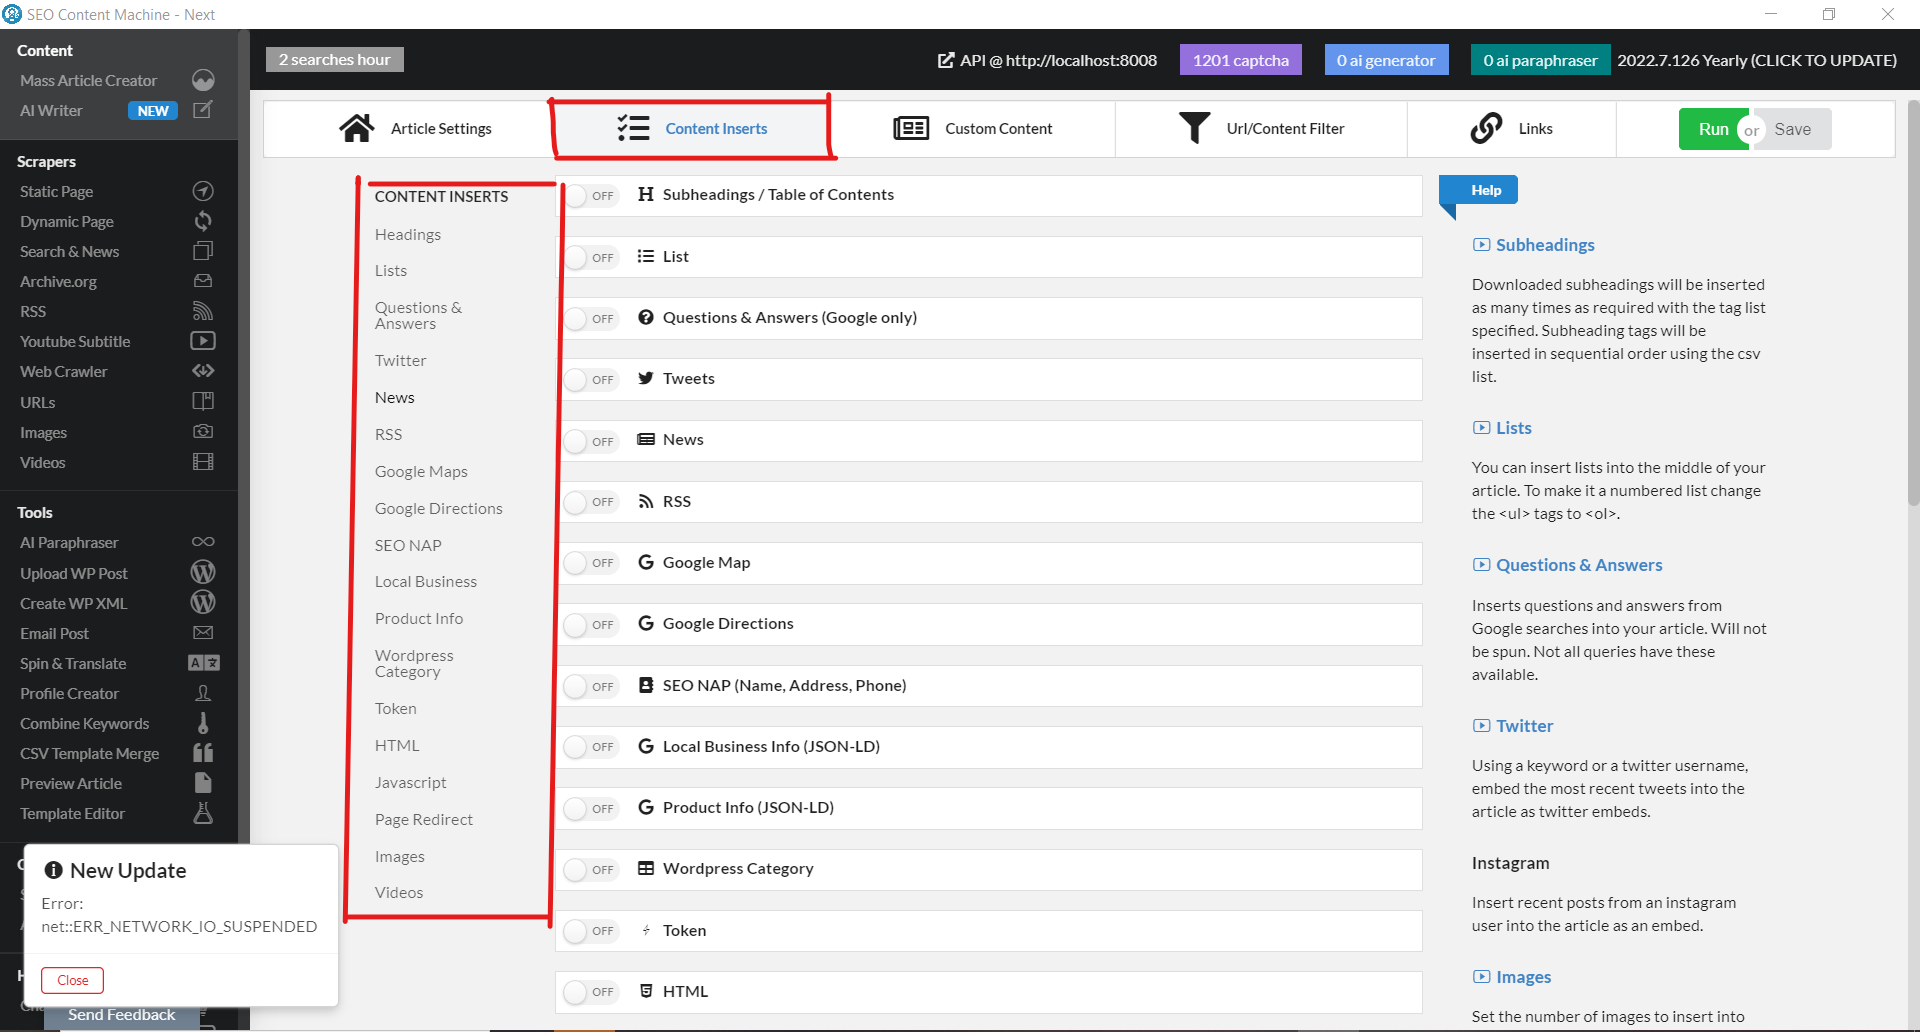 SEO Content Machine - Next
Content
Mass Article Creator
AI Writer NEW
Scrapers
Static Page
Dynamic Page
Search & News
Archive.org
RSS
Youtube Subtitle
Web Crawler
URLs
Images
Videos
Tools
AI Paraphraser
Upload WP Post
Create WP XML
Email Post
Spin & Translate
Profile Creator
Combine Keywords
CSV Template Merge
Preview Article
Template Editor
New Update
Error:
net::ERR_NETWORK_IO_SUSPENDED
Close
Send Feedback
2 searches hour
API @ http://localhost:8008
1201 captcha
0 ai generator
0 ai paraphraser
2022.7.126 Yearly (CLICK TO UPDATE)
Article Settings
Content Inserts
Custom Content
Url/Content Filter
Links
Run or Save
CONTENT INSERTS
Headings
Lists
Questions &
Answers
Twitter
News
RSS
Google Maps
Google Directions
SEO NAP
Local Business
Product Info
Wordpress
Category
Token
HTML
Javascript
Page Redirect
Images
Videos
OFF Subheadings / Table of Contents
OFF List
OFF Questions & Answers (Google only)
OFF Tweets
OFF News
OFF RSS
OFF Google Map
OFF Google Directions
OFF SEO NAP (Name, Address, Phone)
OFF Local Business Info (JSON-LD)
OFF Product Info (JSON-LD)
OFF Wordpress Category
OFF Token
OFF HTML
Help
Subheadings
Downloaded subheadings will be inserted
as many times as required with the tag list
specified. Subheading tags will be
inserted in sequential order using the csv
list.
Lists
You can insert lists into the middle of your
article. To make it a numbered list change
the <ul> tags to <ol>.
Questions & Answers
Inserts questions and answers from
Google searches into your article. Will not
be spun. Not all queries have these
available.
Twitter
Using a keyword or a twitter username,
embed the most recent tweets into the
article as twitter embeds.
Instagram
Insert recent posts from an instagram
user into the article as an embed.
Images
Set the number of images to insert into